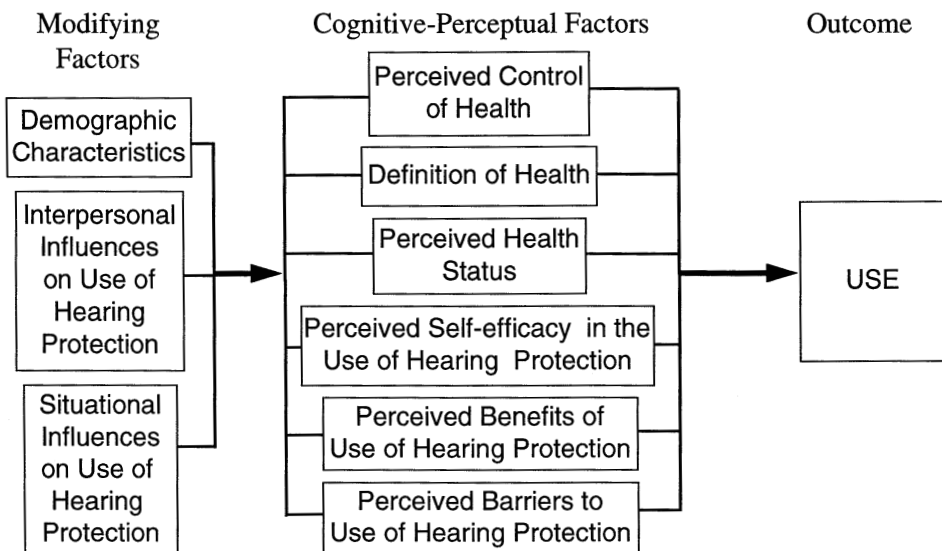 Modifying
Factors
Demographic
Characteristics
Interpersonal
Influences
on Use of
Hearing
Protection
Situational
Influences
on Use of
Hearing
Protection
Cognitive-Perceptual Factors
Perceived Control
of Health
Definition of Health
Perceived Health
Status
Perceived Self-efficacy in the
Use of Hearing Protection
Perceived Benefits of
Use of Hearing Protection
Perceived Barriers to
Use of Hearing Protection
Outcome
USE